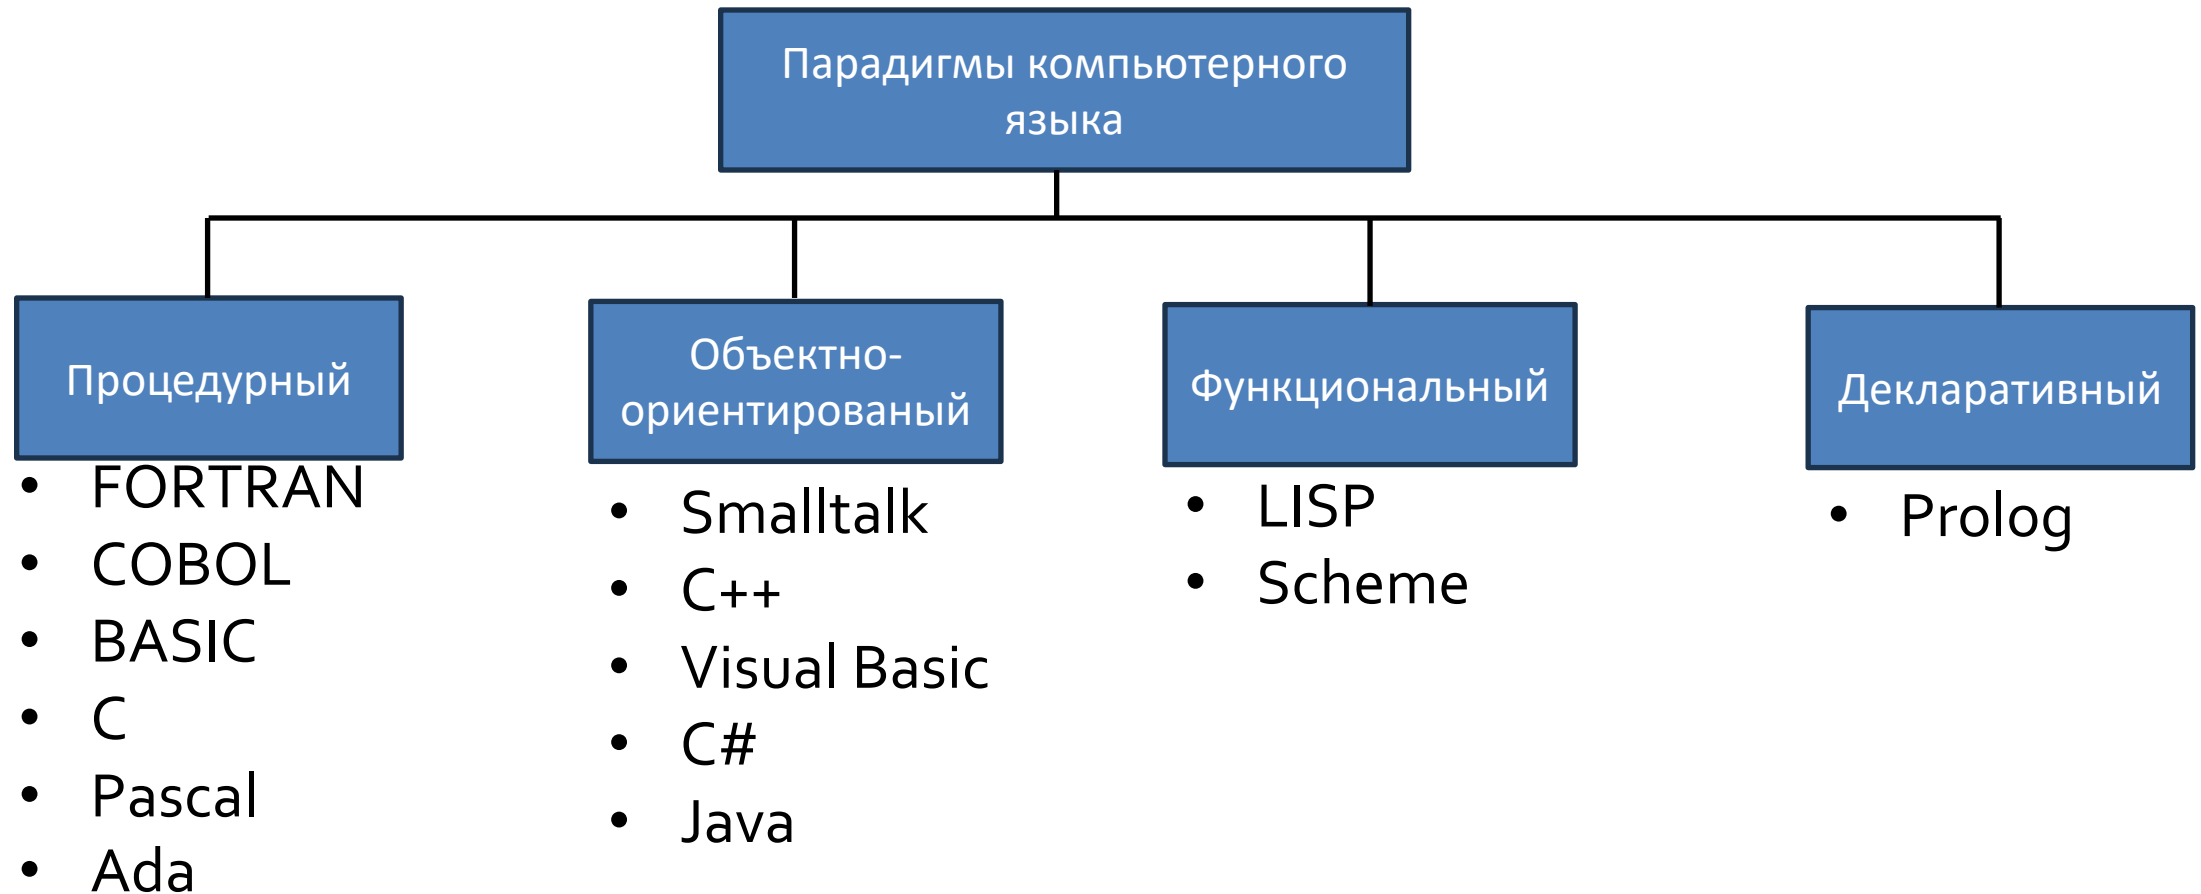 Парадигмы компьютерного
языка
Процедурный
• FORTRAN
• COBOL
• BASIC
• C
• Pascal
• Ada
Объектно-
ориентированый
• Smalltalk
• C++
• Visual Basic
• C#
• Java
Функциональный
• LISP
• Scheme
Декларативный
• Prolog